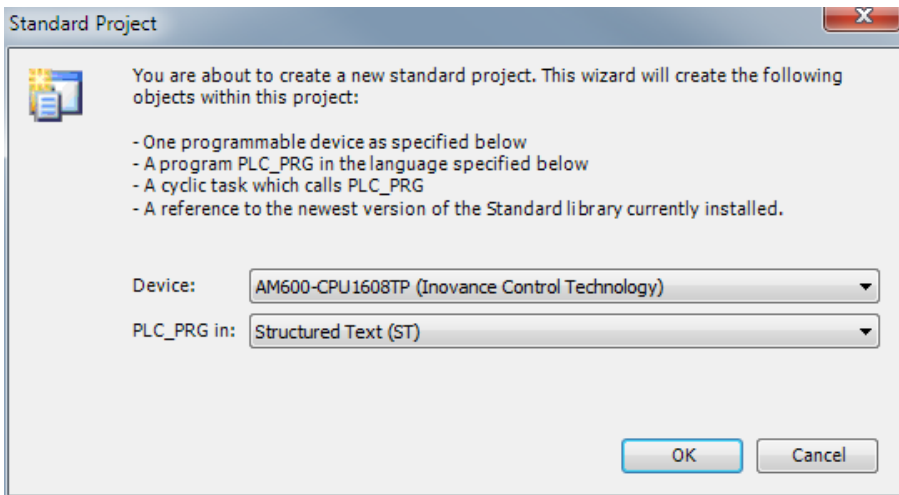 Standard Project
You are about to create a new standard project. This wizard will create the following
objects within this project:
- One programmable device as specified below
- A program PLC_PRG in the language specified below
- A cyclic task which calls PLC_PRG
- A reference to the newest version of the Standard library currently installed.
Device: AM600-CPU1608TP (Inovance Control Technology)
PLC_PRG in: Structured Text (ST)
OK Cancel